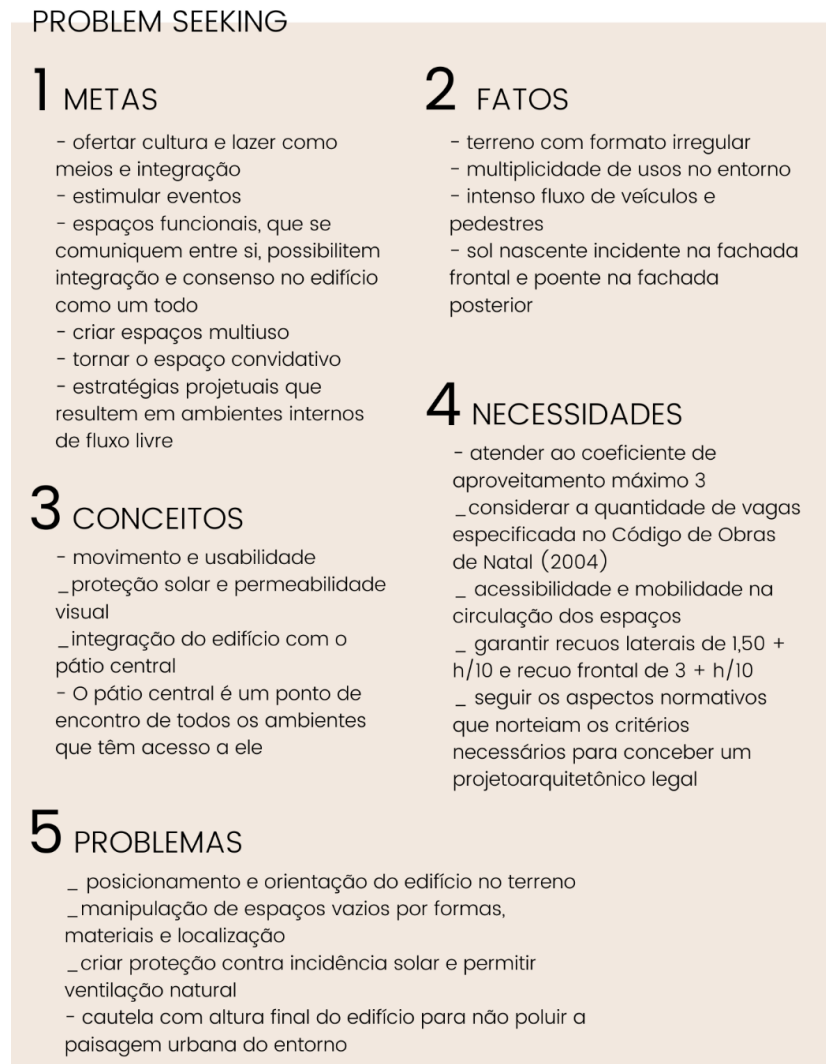 PROBLEM SEEKING
1 METAS
- ofertar cultura e lazer como
meios e integração
- estimular eventos
- espaços funcionais, que se
comuniquem entre si, possibilitem
integração e consenso no edifício
como um todo
- criar espaços multiuso
- tornar o espaço convidativo
- estratégias projetuais que
resultem em ambientes internos
de fluxo livre
2 FATOS
- terreno com formato irregular
- multiplicidade de usos no entorno
- intenso fluxo de veículos e
pedestres
- sol nascente incidente na fachada
frontal e poente na fachada
posterior
3 CONCEITOS
- movimento e usabilidade
_proteção solar e permeabilidade
visual
_integração do edifício com o
pátio central
- O pátio central é um ponto de
encontro de todos os ambientes
que têm acesso a ele
4 NECESSIDADES
- atender ao coeficiente de
aproveitamento máximo 3
_considerar a quantidade de vagas
especificada no Código de Obras
de Natal (2004)
_ acessibilidade e mobilidade na
circulação dos espaços
_ garantir recuos laterais de 1,50 +
h/10 e recuo frontal de 3 + h/10
_ seguir os aspectos normativos
que norteiam os critérios
necessários para conceber um
projetoarquitetônico legal
5 PROBLEMAS
_ posicionamento e orientação do edifício no terreno
_manipulação de espaços vazios por formas,
materiais e localização
_criar proteção contra incidência solar e permitir
ventilação natural
- cautela com altura final do edifício para não poluir a
paisagem urbana do entorno